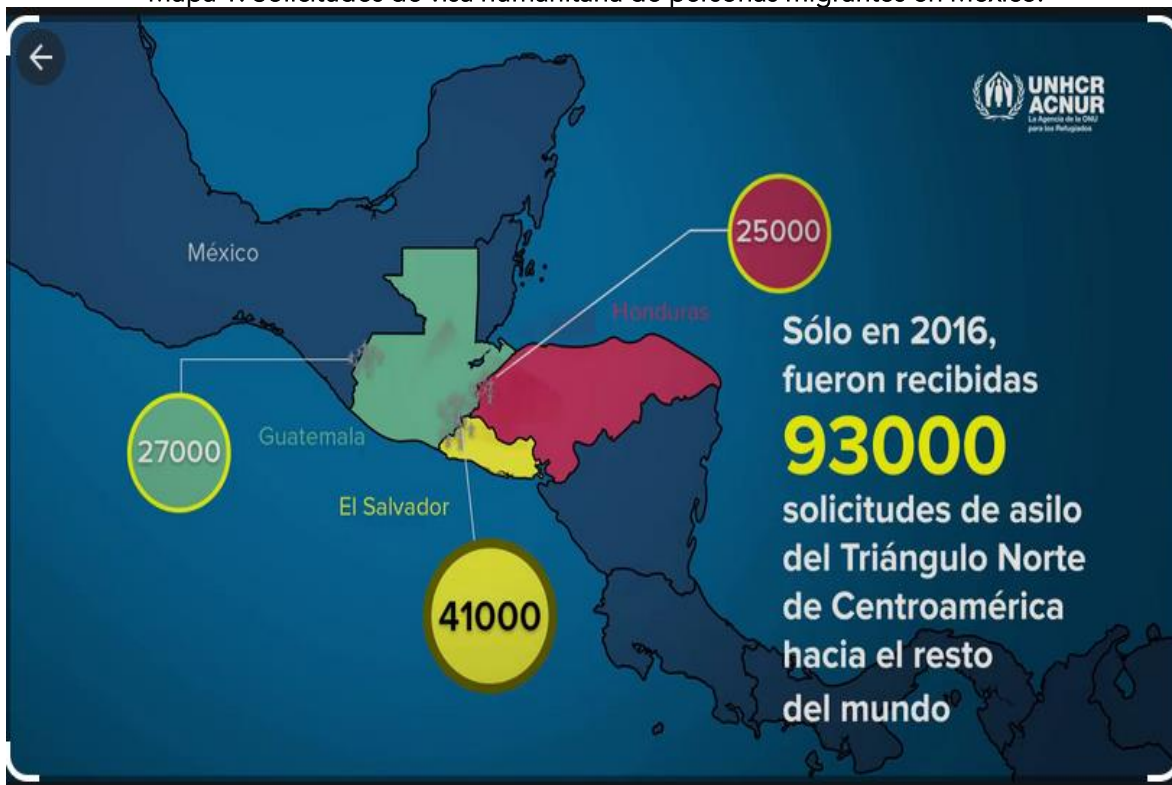 Mapa 1. Solicitudes de visa humanitaria de personas migrantes en México.
UNHCR
ACNUR
La Agencia de la ONU
para los Refugiados
25000
México
Honduras
Sólo en 2016,
fueron recibidas
93000
solicitudes de asilo
del Triángulo Norte
de Centroamérica
hacia el resto
del mundo
27000
Guatemala
El Salvador
41000